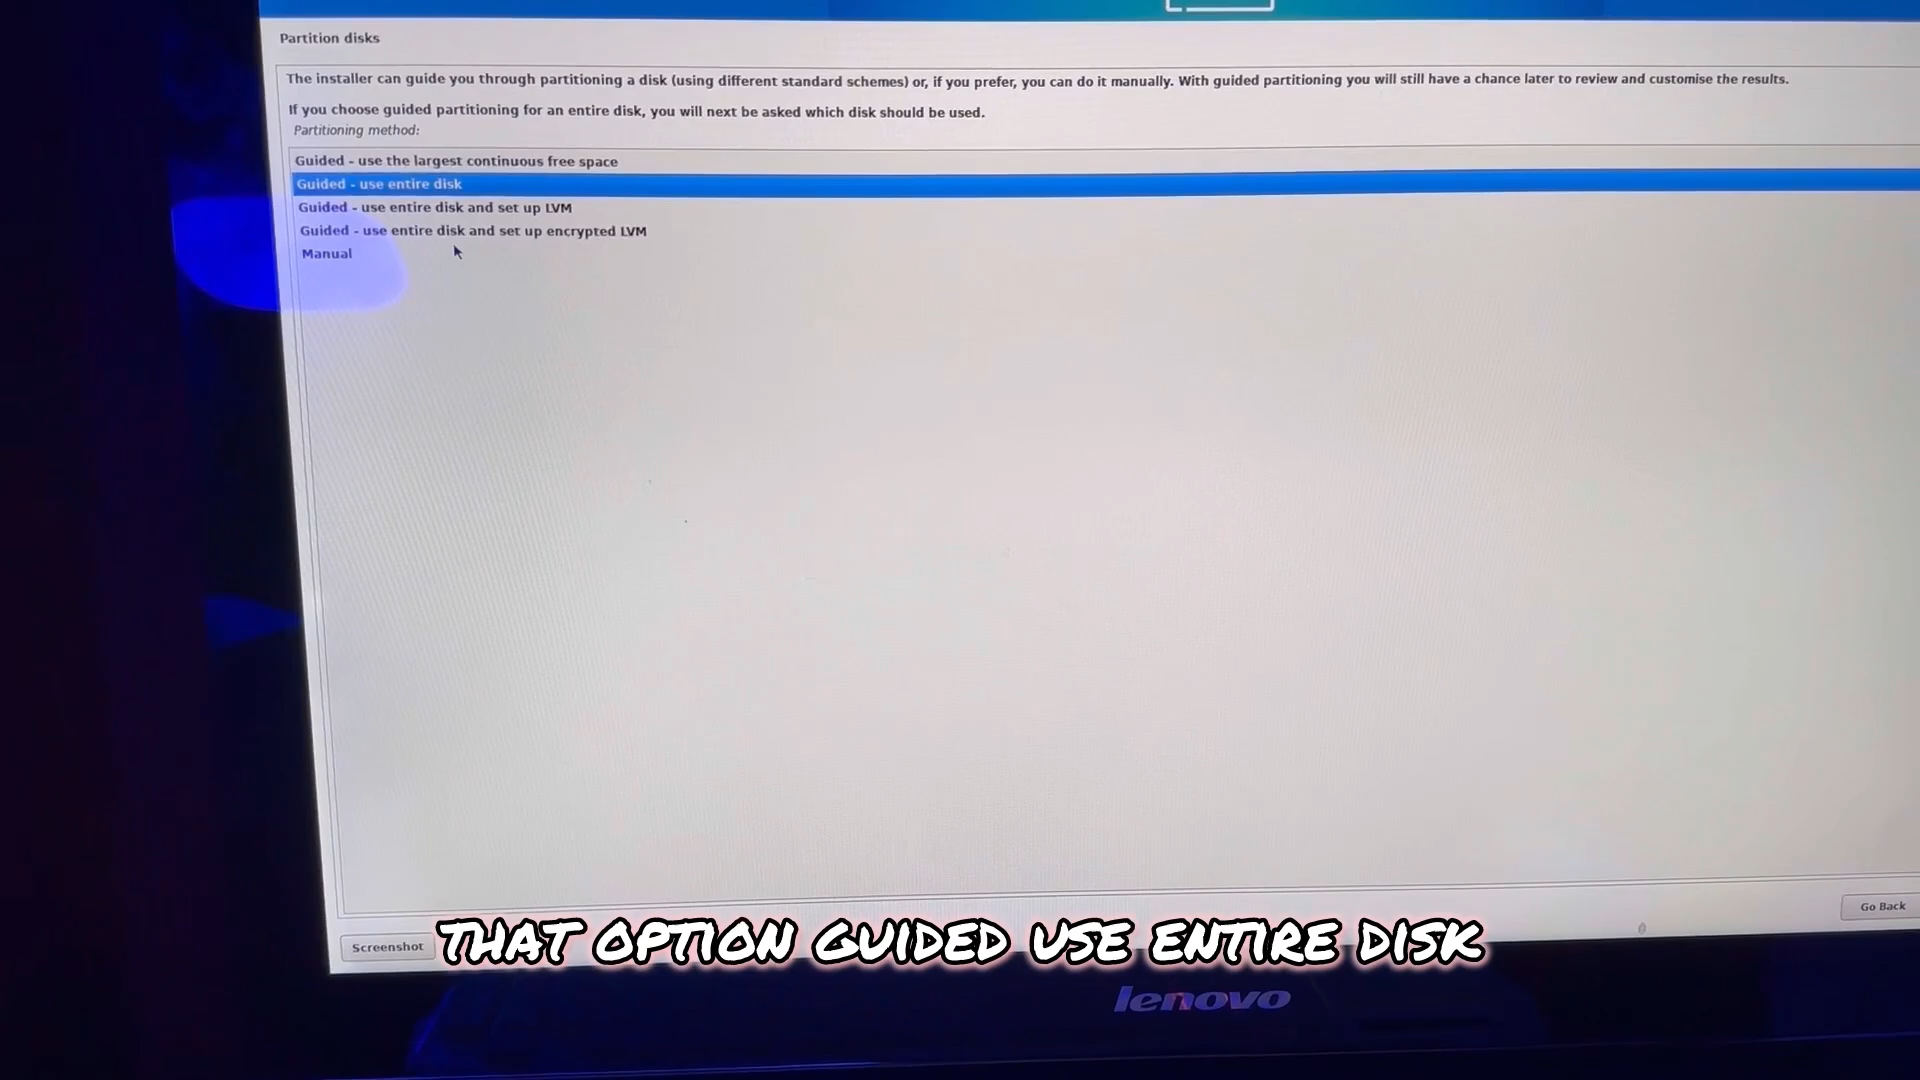 Partition disks
The installer can guide you through partitioning a disk (using different standard schemes) or, if you prefer, you can do it manually. With guided partitioning you will still have a chance later to review and customise the results.
If you choose guided partitioning for an entire disk, you will next be asked which disk should be used.
Partitioning method:
Guided - use the largest continuous free space
Guided - use entire disk
Guided - use entire disk and set up LVM
Guided - use entire disk and set up encrypted LVM
Manual
Go Back
Screenshot
THAT OPTION GUIDED USE ENTIRE DISK
lenovo